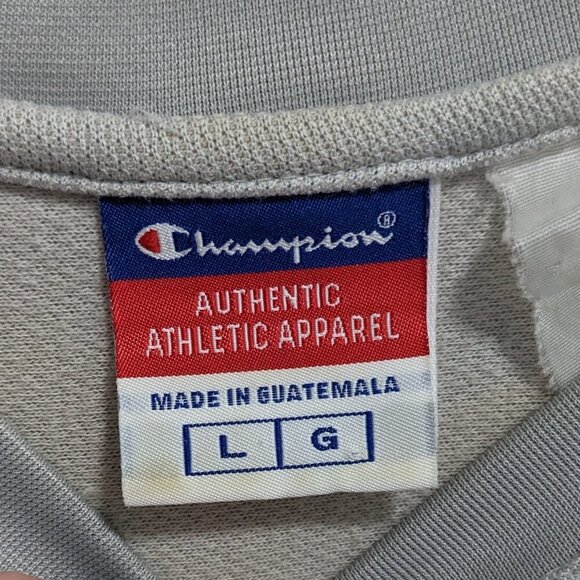 Champion®
AUTHENTIC
ATHLETIC APPAREL
MADE IN GUATEMALA
L G